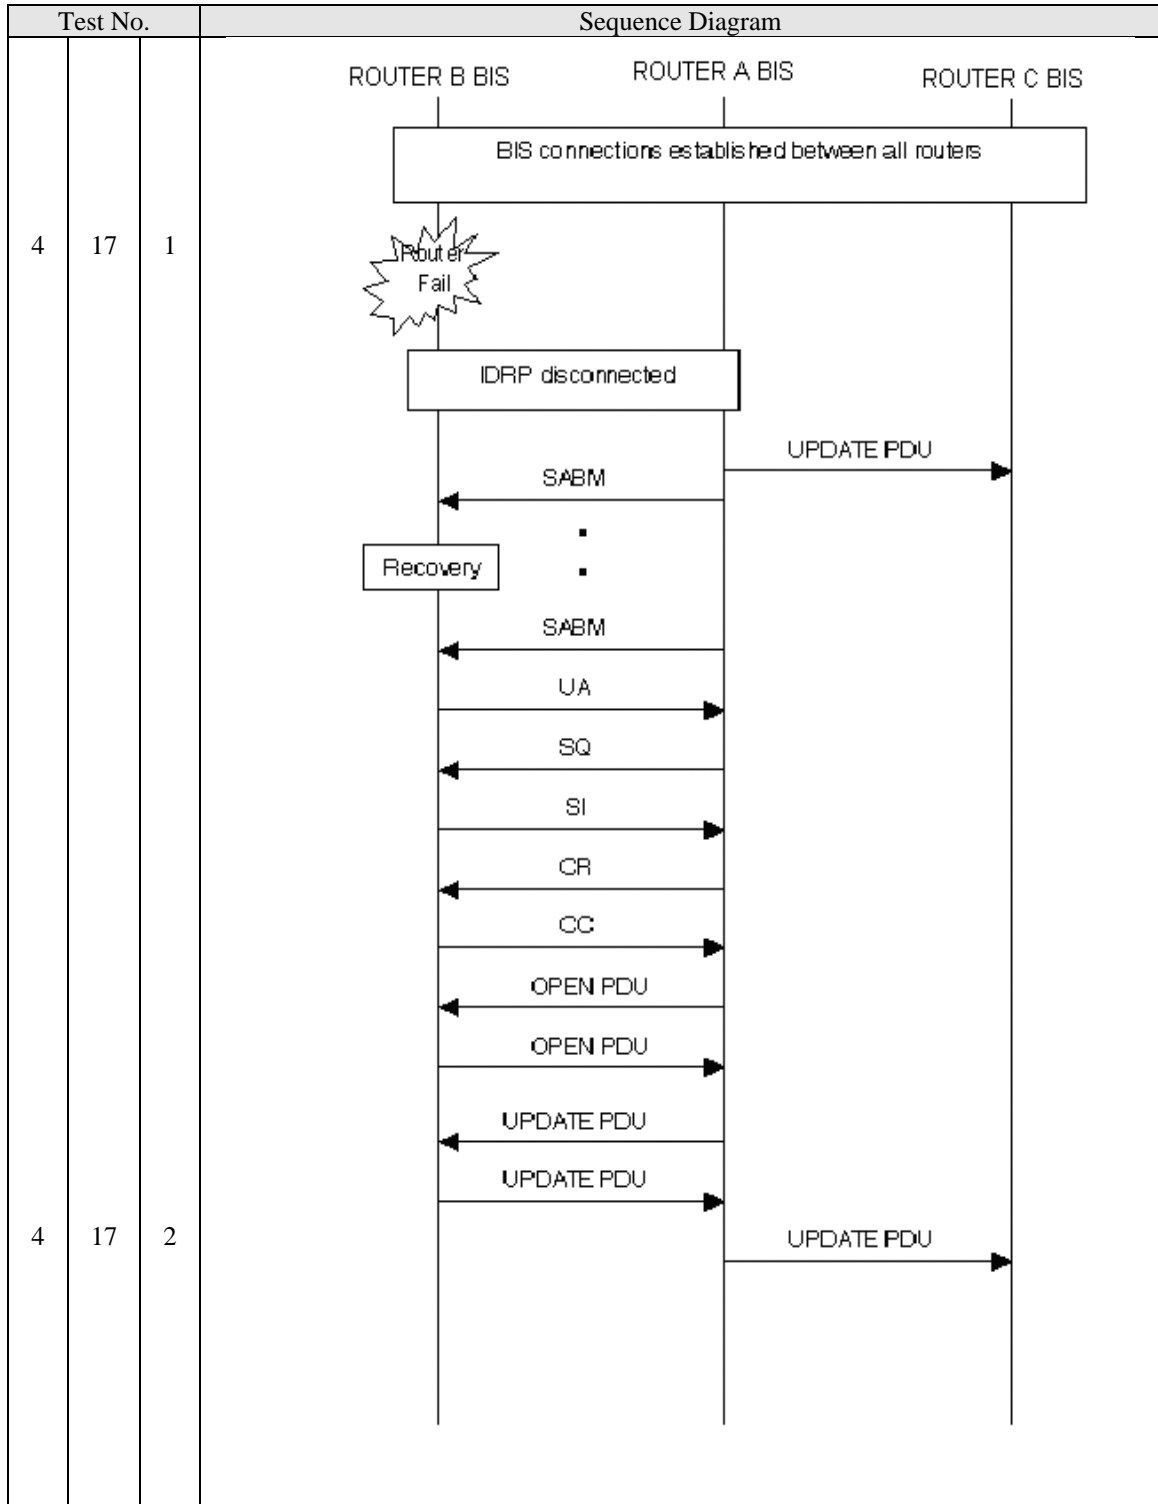 Test No. Sequence Diagram
ROUTER B BIS ROUTER A BIS ROUTER C BIS
BIS connections established between all routers
4 17 1
Router
Fail
IDRP disconnected
UPDATE PDU
SABM
Recovery
SABM
UA
SQ
SI
CR
CC
OPEN PDU
OPEN PDU
UPDATE PDU
UPDATE PDU
4 17 2 UPDATE PDU